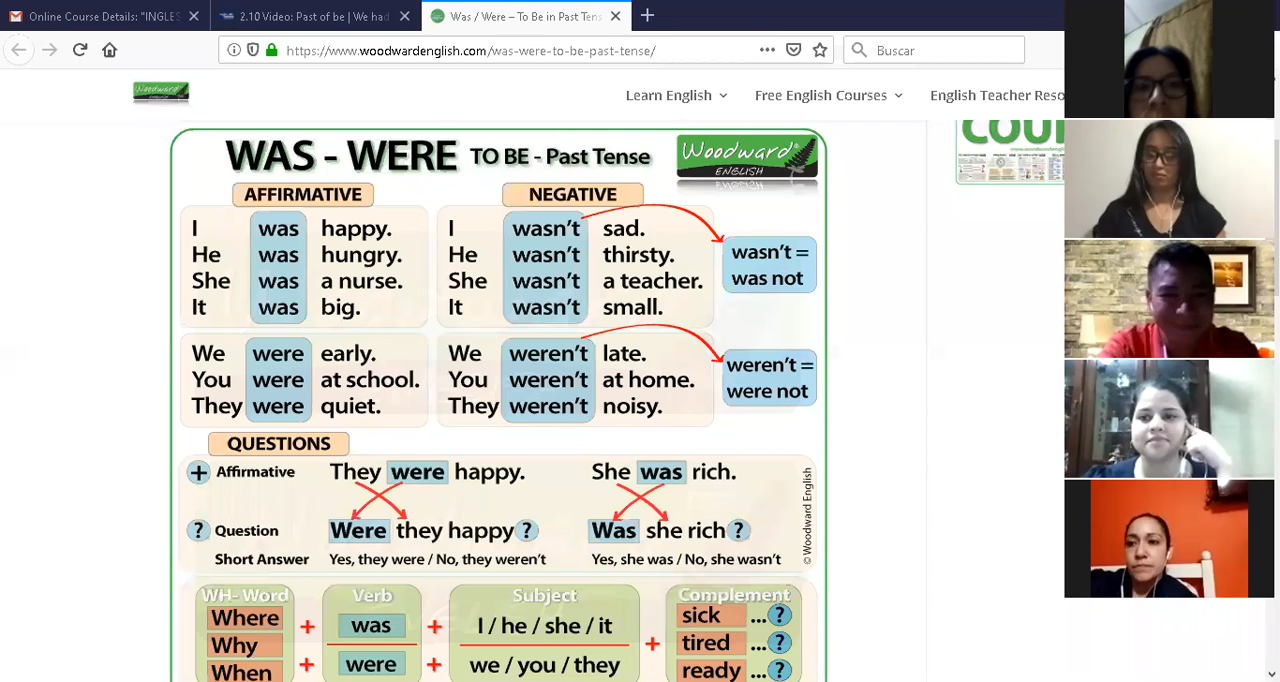 Online Course Details: "INGLES
2.10 Video: Past of be | We had
Was / Were – To Be in Past Tens
https://www.woodwardenglish.com/was-were-to-be-past-tense/
Buscar
Woodward
Learn English
Free English Courses
English Teacher Reso
WAS - WERE TO BE - Past Tense
Woodward®
ENGLISH
COU
AFFIRMATIVE
NEGATIVE
I was happy.
He was hungry.
She was a nurse.
It was big.
I wasn't sad.
He wasn't thirsty.
She wasn't a teacher.
It wasn't small.
wasn't =
was not
We were early.
You were at school.
They were quiet.
We weren't late.
You weren't at home.
They weren't noisy.
weren't =
were not
QUESTIONS
+ Affirmative They were happy. She was rich.
? Question Were they happy? Was she rich?
Short Answer Yes, they were / No, they weren't Yes, she was / No, she wasn't
© Woodward English
WH- Word Verb Subject Complement
Where
Why
When
+
+
was
were
+
+
I / he / she / it
we / you / they
+
sick ...?
tired ...?
ready ...?